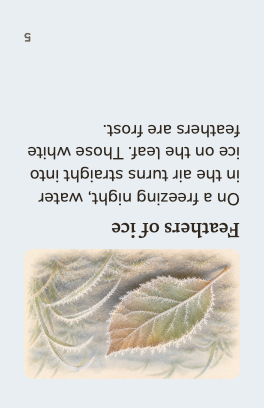 Feathers of ice
On a freezing night, water
in the air turns straight into
ice on the leaf. Those white
feathers are frost.
5